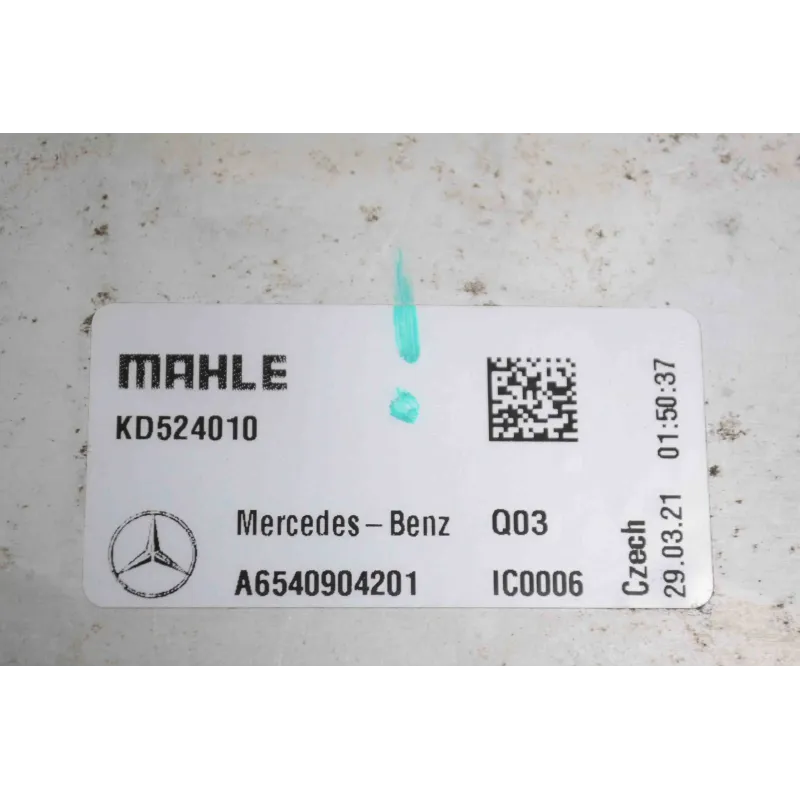 MAHLE
KD524010
Mercedes-Benz Q03
A6540904201 IC0006
Czech
29.03.21 01:50:37